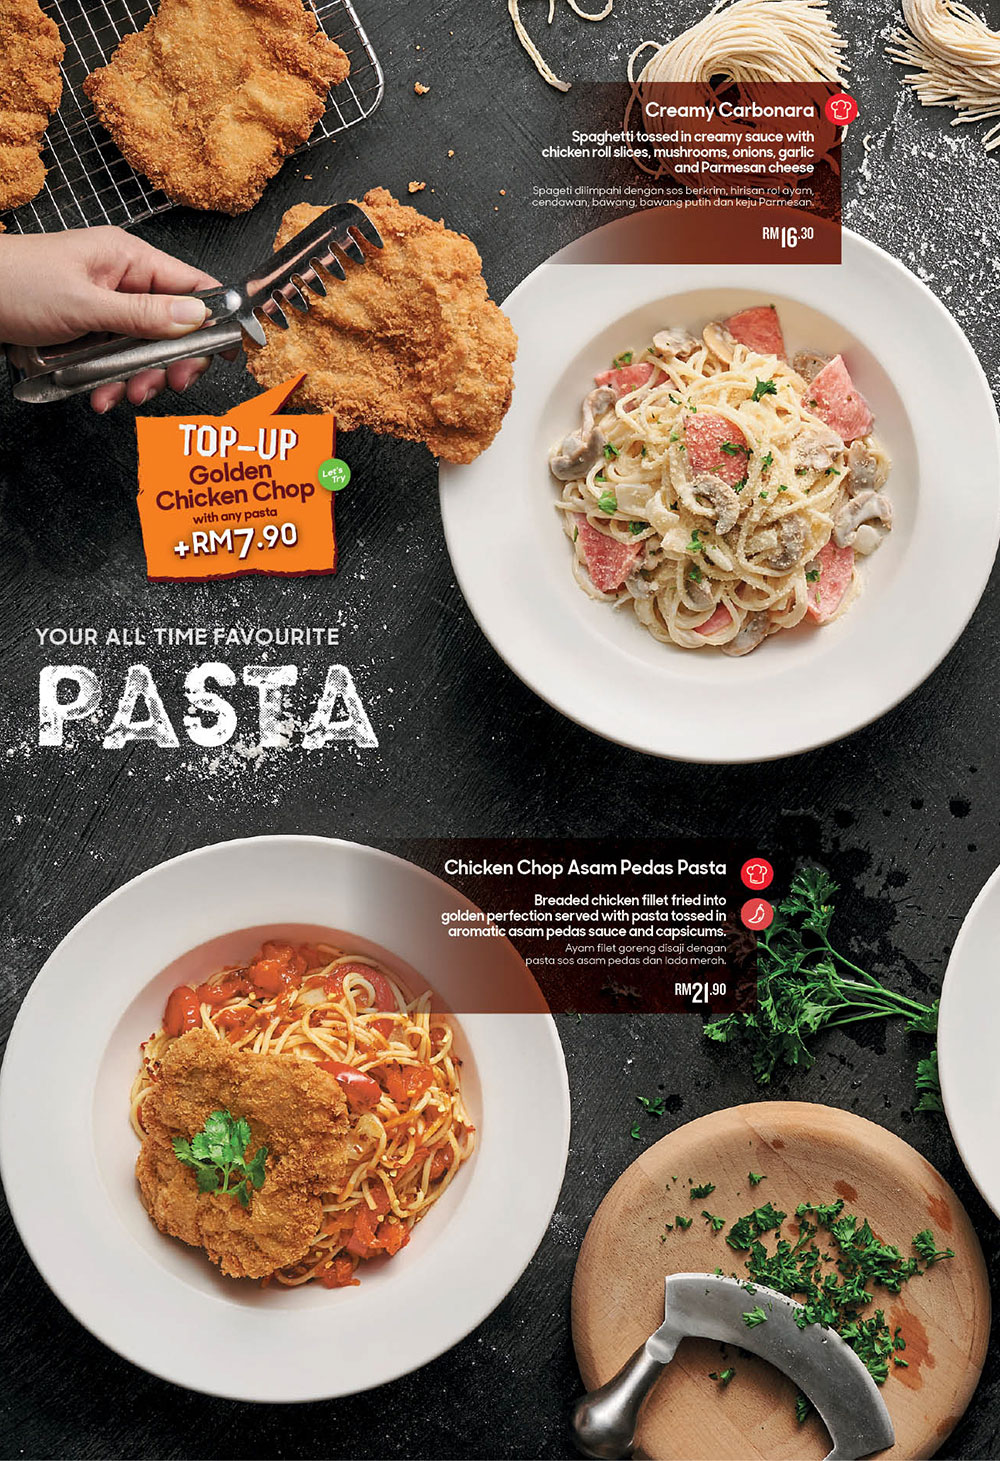 Creamy Carbonara
Spaghetti tossed in creamy sauce with
chicken roll slices, mushrooms, onions, garlic
and Parmesan cheese
Spageti dilimpahi dengan sos berkrim, hirisan rol ayam,
cendawan, bawang, bawang putih dan keju Parmesan.
RM16.30
TOP-UP
Golden
Chicken Chop
with any pasta
+RM7.90
Let's
Try
YOUR ALL TIME FAVOURITE
PASTA
Chicken Chop Asam Pedas Pasta
Breaded chicken fillet fried into
golden perfection served with pasta tossed in
aromatic asam pedas sauce and capsicums.
Ayam filet goreng disaji dengan
pasta sos asam pedas dan lada merah.
RM21.90